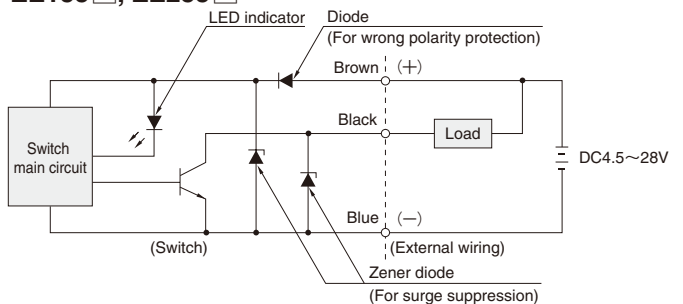 LED indicator
Diode
(For wrong polarity protection)
Brown (+)
Black
Load
Switch
main circuit
DC4.5～28V
Blue (−)
(Switch)
(External wiring)
Zener diode
(For surge suppression)